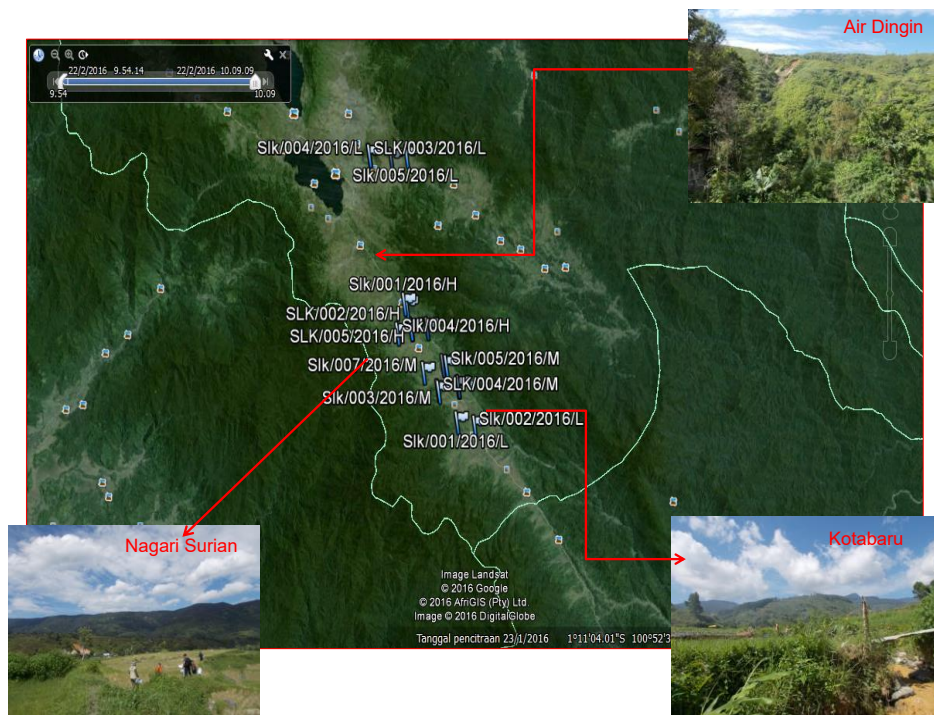 Air Dingin
22/2/2016 9.54.14 22/2/2016 10.09.09
9.54 10.09
Slk/004/2016/L SLK/003/2016/L
Slk/005/2016/L
Slk/001/2016/H
SLK/002/2016/H
Slk/004/2016/H
SLK/005/2016/H
Slk/005/2016/M
Slk/007/2016/M
SLK/004/2016/M
Slk/003/2016/M
Slk/002/2016/L
Slk/001/2016/L
Nagari Surian
Kotabaru
Image Landsat
© 2016 Google
© 2016 AfriGIS (Pty) Ltd.
Image © 2016 DigitalGlobe
Tanggal pencitraan 23/1/2016 1°11'04.01"S 100°52'3